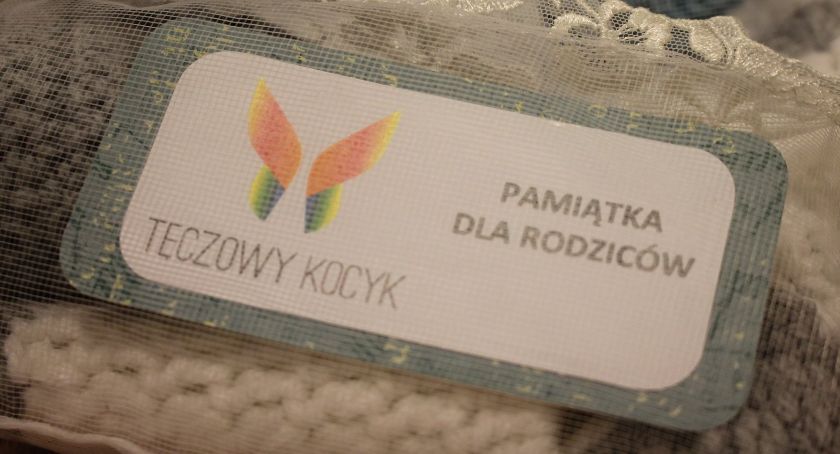 TĘCZOWY KOCYK
PAMIĄTKA
DLA RODZICÓW